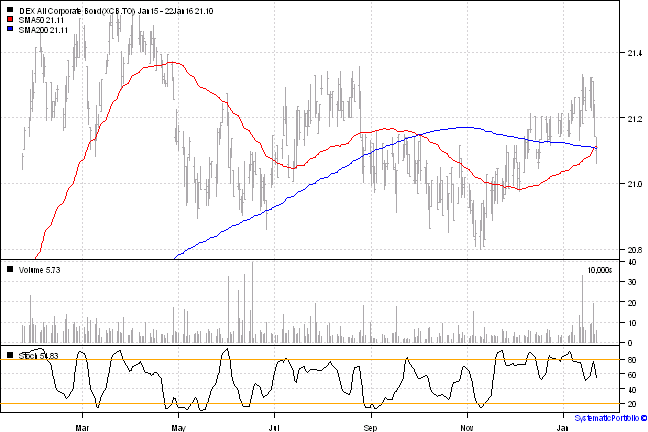 DEX All Corporate Bond(XCB.TO) Jan15 - 22Jan16 21.10
SMA50 21.11
SMA200 21.11
21.4
21.2
21.0
20.8
Volume 5.73
10,000s
40
30
20
10
0
Stoch 54.83
80
60
40
20
Mar May Jul Sep Nov Jan
SystematicPortfolio ©